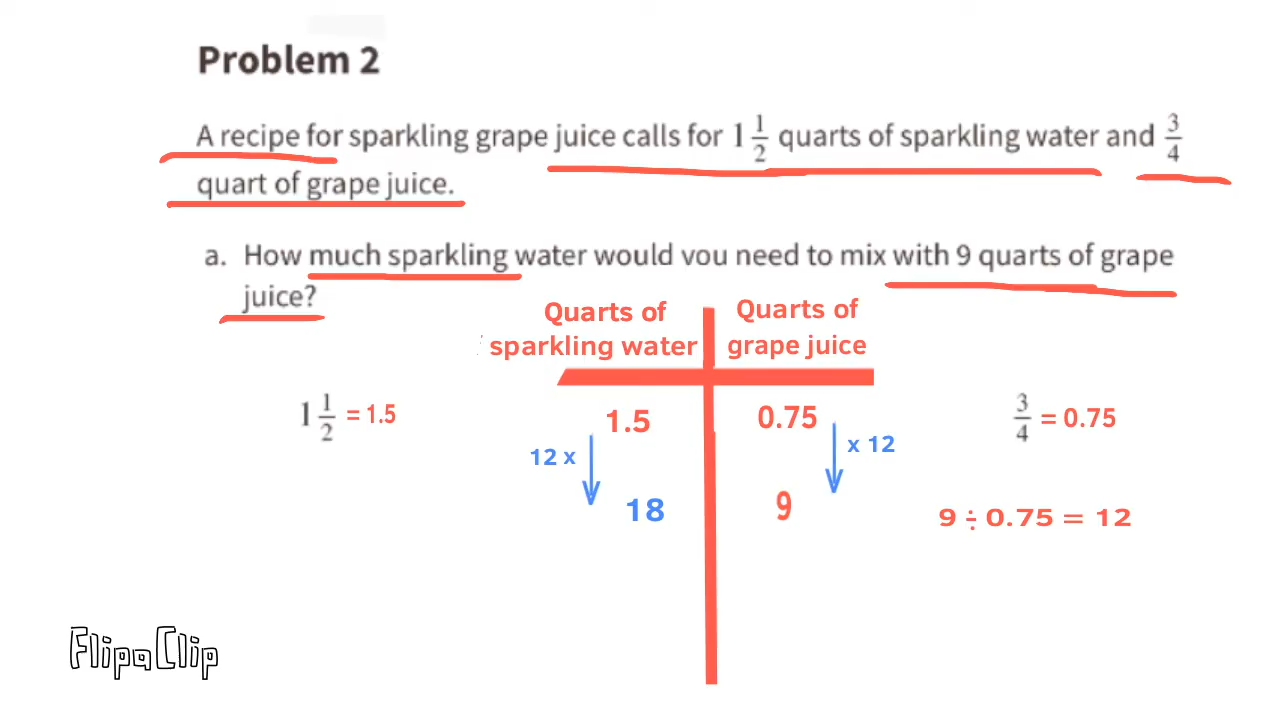 Problem 2
A recipe for sparkling grape juice calls for 1 1/2 quarts of sparkling water and 3/4
quart of grape juice.
a. How much sparkling water would you need to mix with 9 quarts of grape
juice?
Quarts of
sparkling water
Quarts of
grape juice
1 1/2 = 1.5
1.5
0.75
3/4 = 0.75
12 x
x 12
18
9
9 ÷ 0.75 = 12
FlipaClip